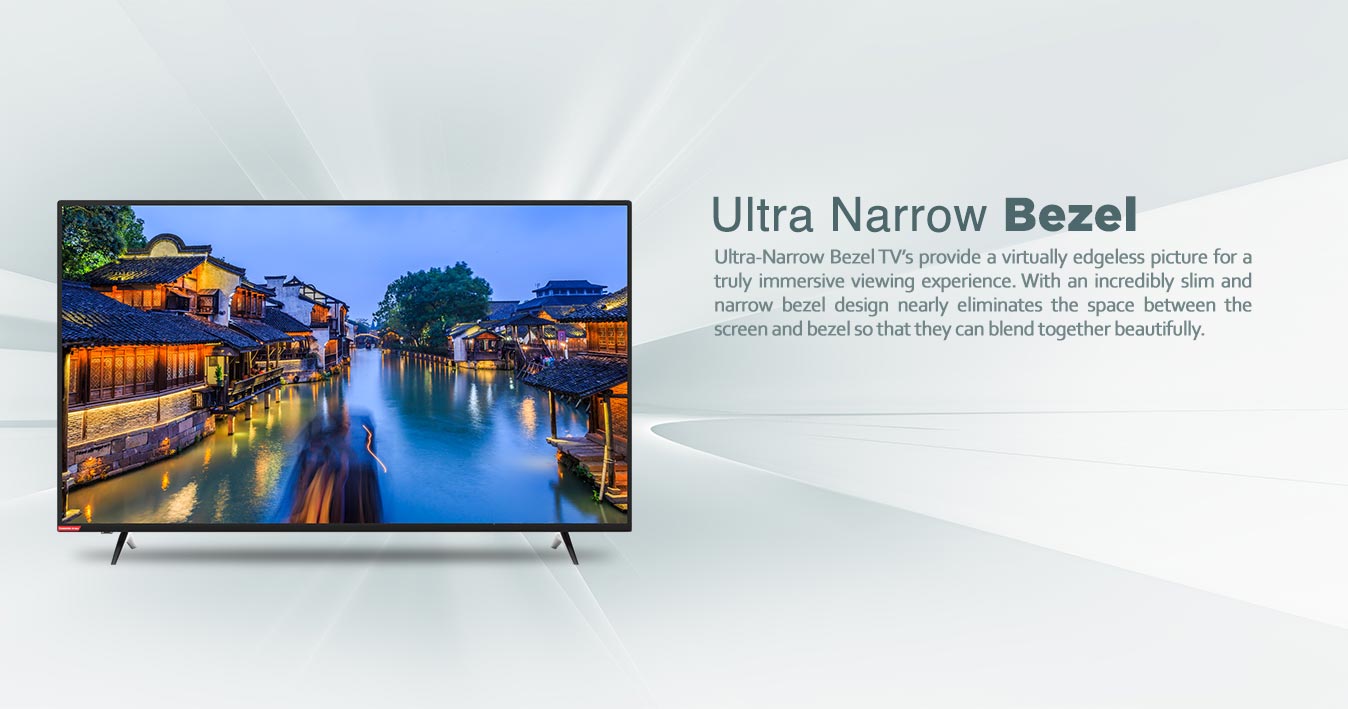 Ultra Narrow Bezel
Ultra-Narrow Bezel TV's provide a virtually edgeless picture for a
truly immersive viewing experience. With an incredibly slim and
narrow bezel design nearly eliminates the space between the
screen and bezel so that they can blend together beautifully.